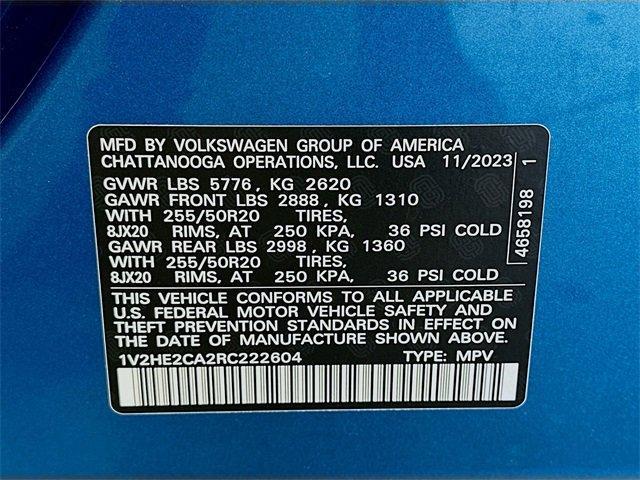 MFD BY VOLKSWAGEN GROUP OF AMERICA
CHATTANOOGA OPERATIONS, LLC. USA 11/2023
GVWR LBS 5776, KG 2620
GAWR FRONT LBS 2888, KG 1310
WITH 255/50R20 TIRES,
8JX20 RIMS, AT 250 KPA, 36 PSI COLD
GAWR REAR LBS 2998, KG 1360
WITH 255/50R20 TIRES,
8JX20 RIMS, AT 250 KPA, 36 PSI COLD
THIS VEHICLE CONFORMS TO ALL APPLICABLE
U.S. FEDERAL MOTOR VEHICLE SAFETY AND
THEFT PREVENTION STANDARDS IN EFFECT ON
THE DATE OF MANUFACTURE SHOWN ABOVE.
1V2HE2CA2RC222604 TYPE: MPV
4658198 1